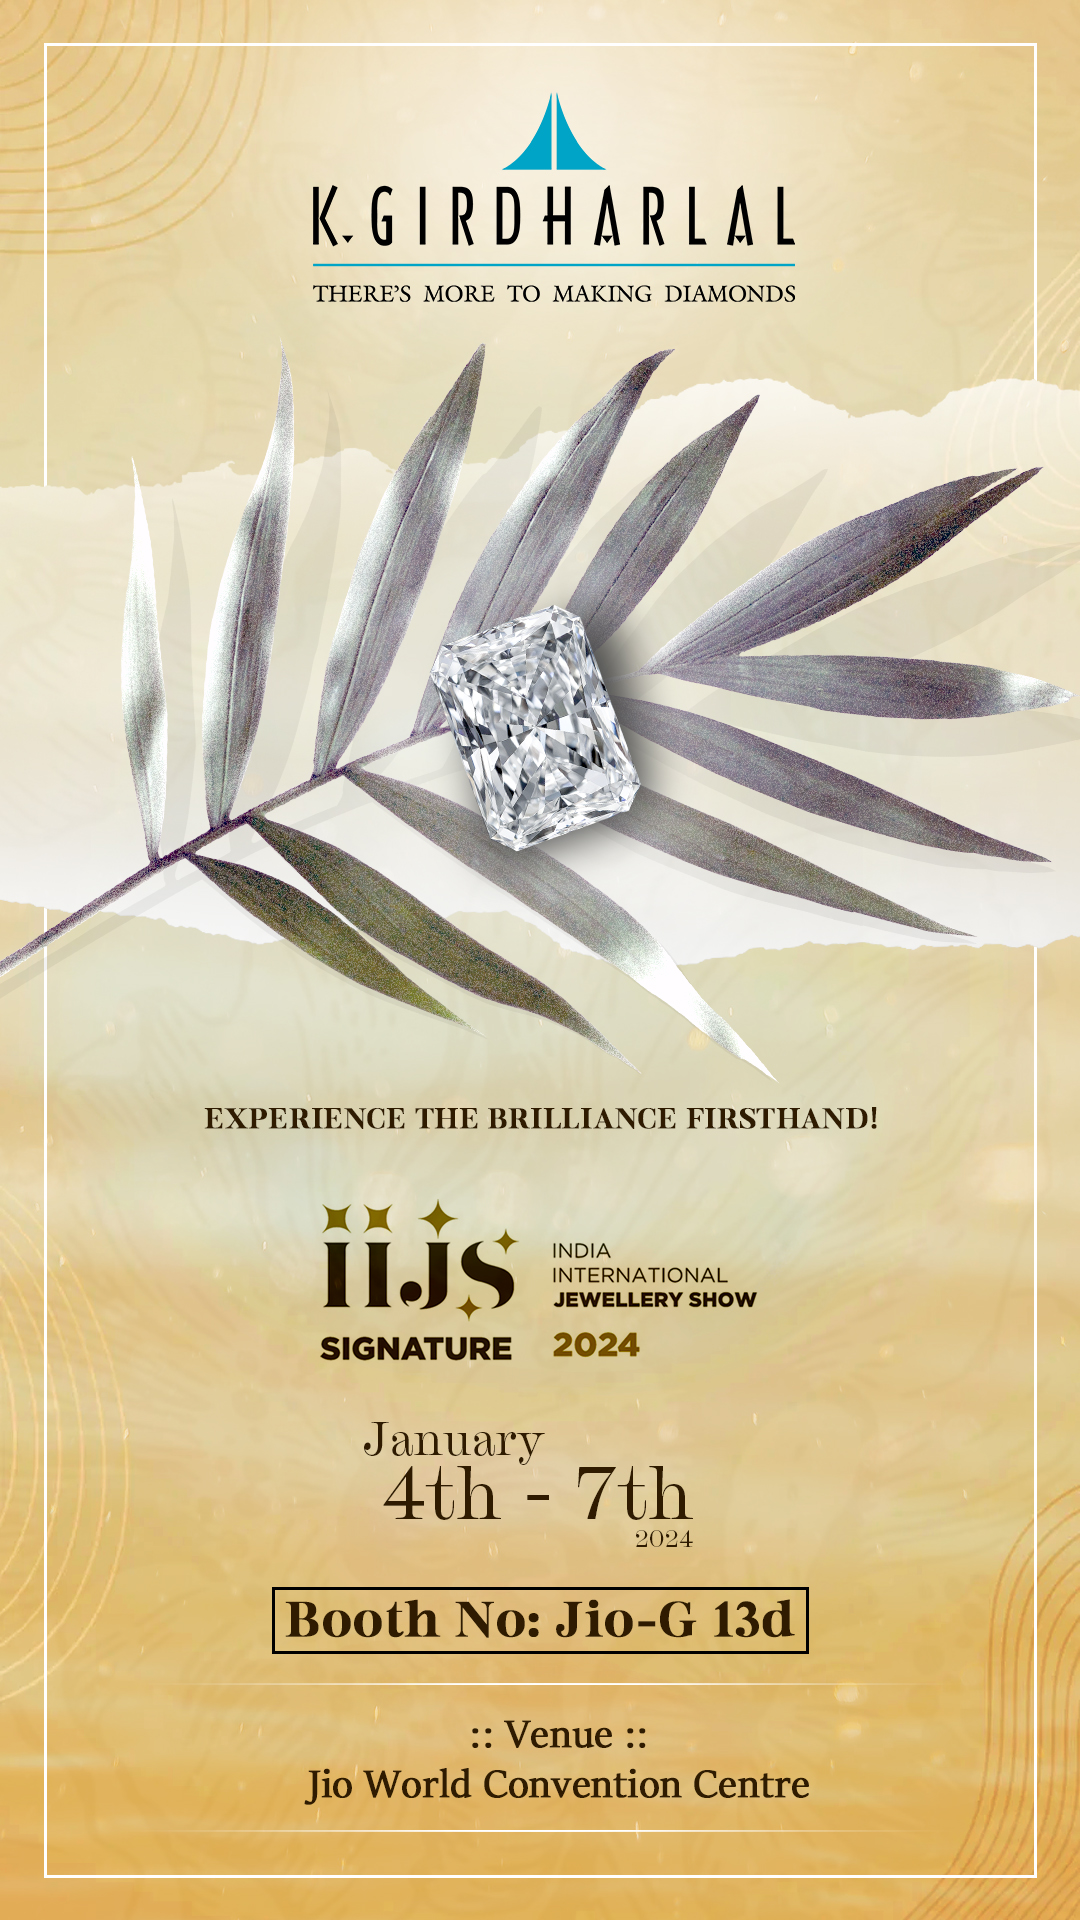 K. GIRDHARLAL
THERE'S MORE TO MAKING DIAMONDS
EXPERIENCE THE BRILLIANCE FIRSTHAND!
iijs
SIGNATURE
INDIA
INTERNATIONAL
JEWELLERY SHOW
2024
January
4th - 7th
2024
Booth No: Jio-G 13d
:: Venue ::
Jio World Convention Centre